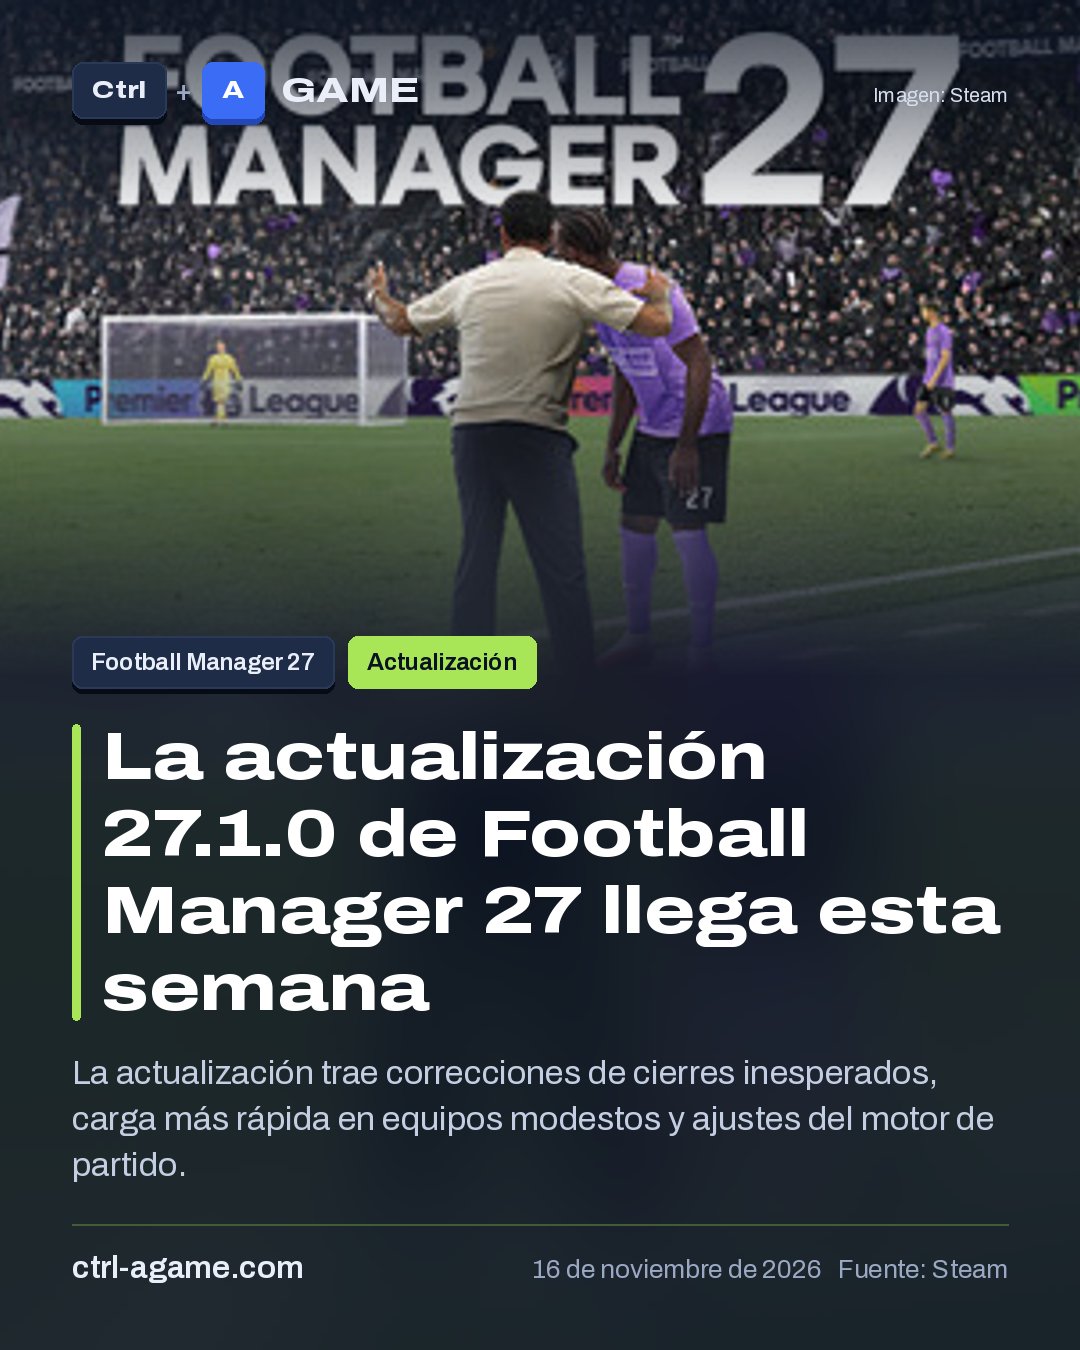 FOOTBALL
MANAGER 27
Ctrl + A GAME
Imagen: Steam
Premier League
League
27
Football Manager 27
Actualización
La actualización
27.1.0 de Football
Manager 27 llega esta
semana
La actualización trae correcciones de cierres inesperados,
carga más rápida en equipos modestos y ajustes del motor de
partido.
ctrl-agame.com
16 de noviembre de 2026 Fuente: Steam